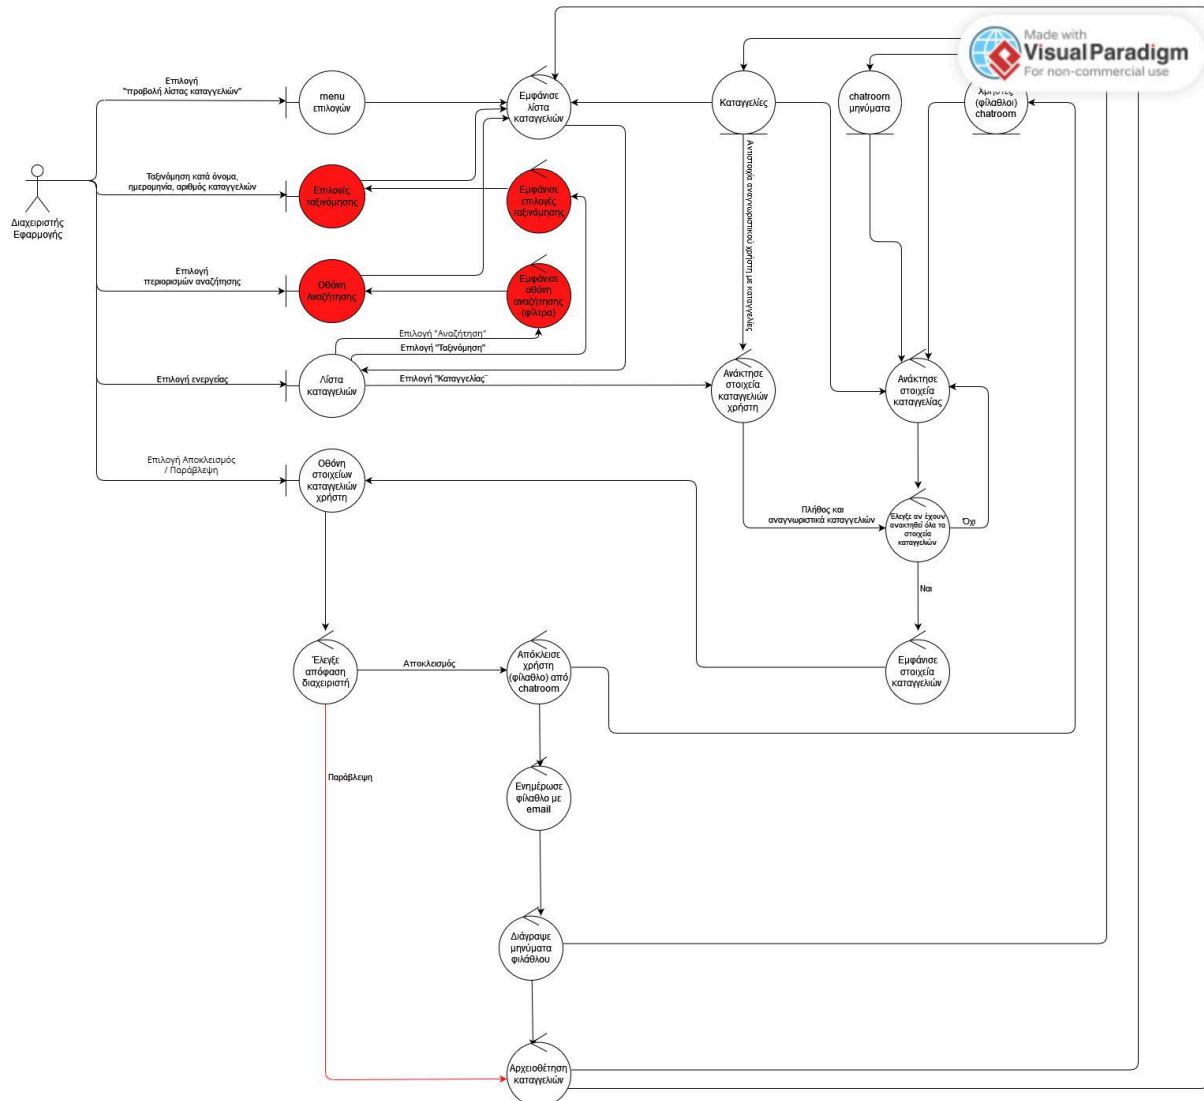 Made with
Visual Paradigm
For non-commercial use
Επιλογή
"προβολή λίστας καταγγελιών"
menu
επιλογών
Εμφάνισε
λίστα
καταγγελιών
Καταγγελίες
chatroom
μηνύματα
Χρήστες
(φίλαθλοι)
chatroom
Διαχειριστής
Εφαρμογής
Ταξινόμηση κατά όνομα,
ημερομηνία, αριθμός καταγγελιών
Επιλογές
ταξινόμησης
Εμφάνισε
επιλογές
ταξινόμησης
Αντιστοιχία αναγνωριστικού χρήστη με καταγγελίες
Επιλογή
περιορισμών αναζήτησης
Οθόνη
Αναζήτησης
Εμφάνισε
οθόνη
αναζήτησης
(φίλτρα)
Επιλογή "Αναζήτηση"
Επιλογή "Ταξινόμηση"
Επιλογή ενεργείας
Λίστα
καταγγελιών
Επιλογή "Καταγγελίας"
Ανάκτησε
στοιχεία
καταγγελιών
χρήστη
Ανάκτησε
στοιχεία
καταγγελίας
Επιλογή Αποκλεισμός
/ Παράβλεψη
Οθόνη
στοιχείων
καταγγελιών
χρήστη
Πλήθος και
αναγνωριστικά καταγγελιών
Έλεγξε αν έχουν
ανακτηθεί όλα τα
στοιχεία
καταγγελιών
Όχι
Ναι
Έλεγξε
απόφαση
διαχειριστή
Αποκλεισμός
Απόκλεισε
χρήστη
(φίλαθλο) από
chatroom
Εμφάνισε
στοιχεία
καταγγελιών
Παράβλεψη
Ενημέρωσε
φίλαθλο με
email
Διάγραψε
μηνύματα
φιλάθλου
Αρχειοθέτηση
καταγγελιών